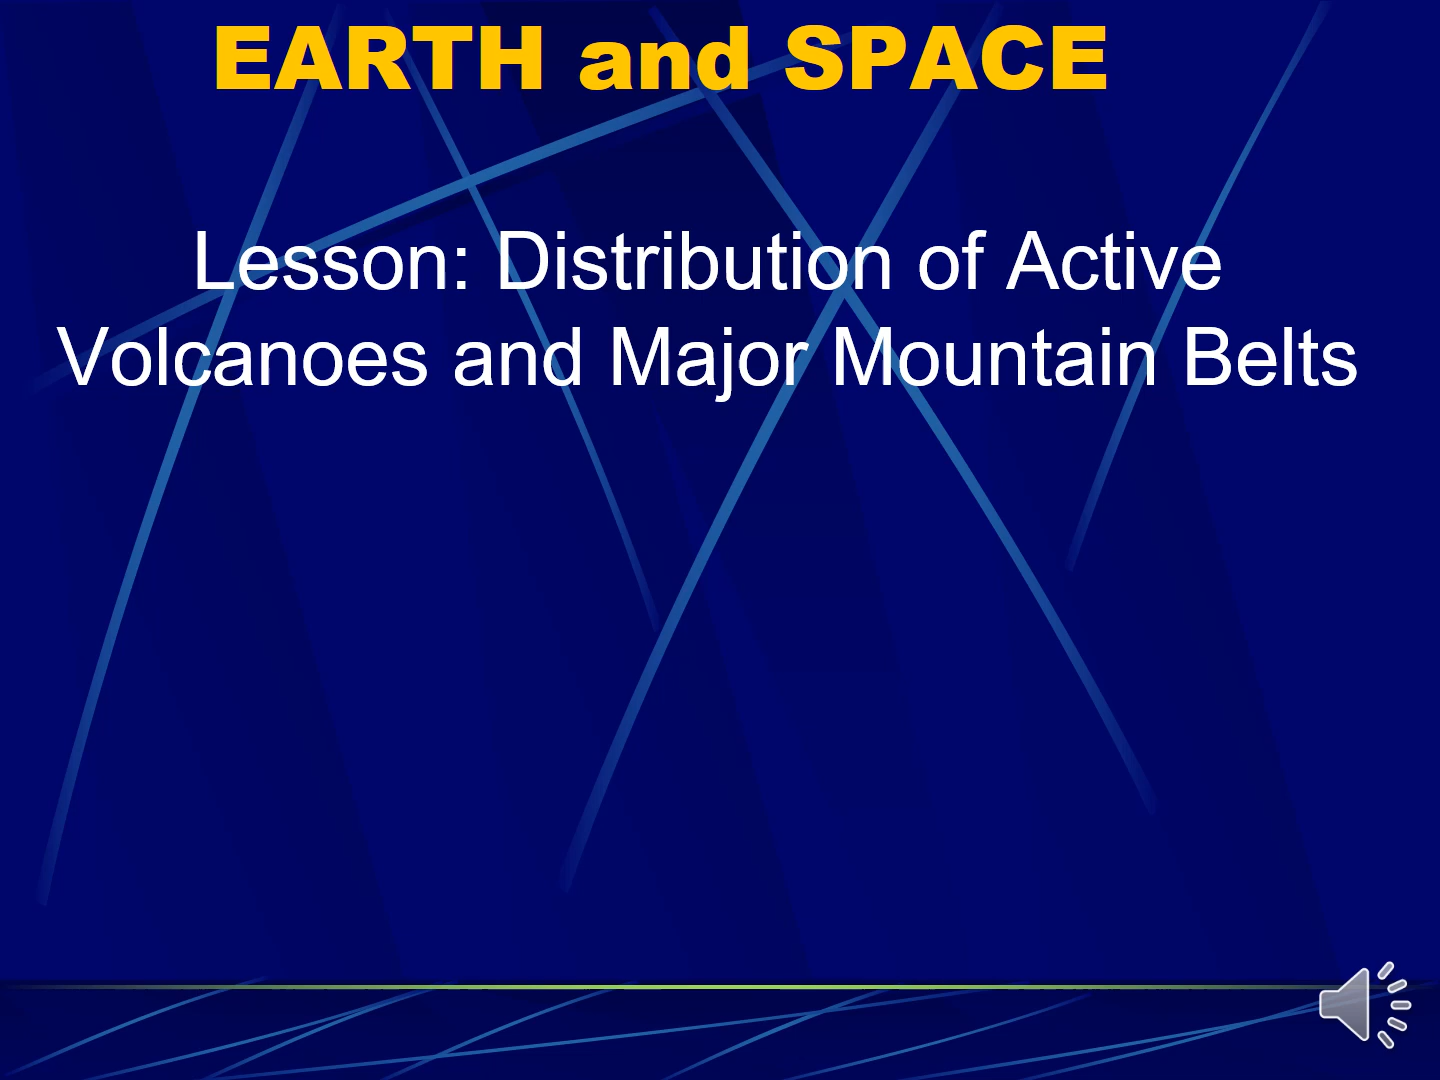 EARTH and SPACE
Lesson: Distribution of Active
Volcanoes and Major Mountain Belts